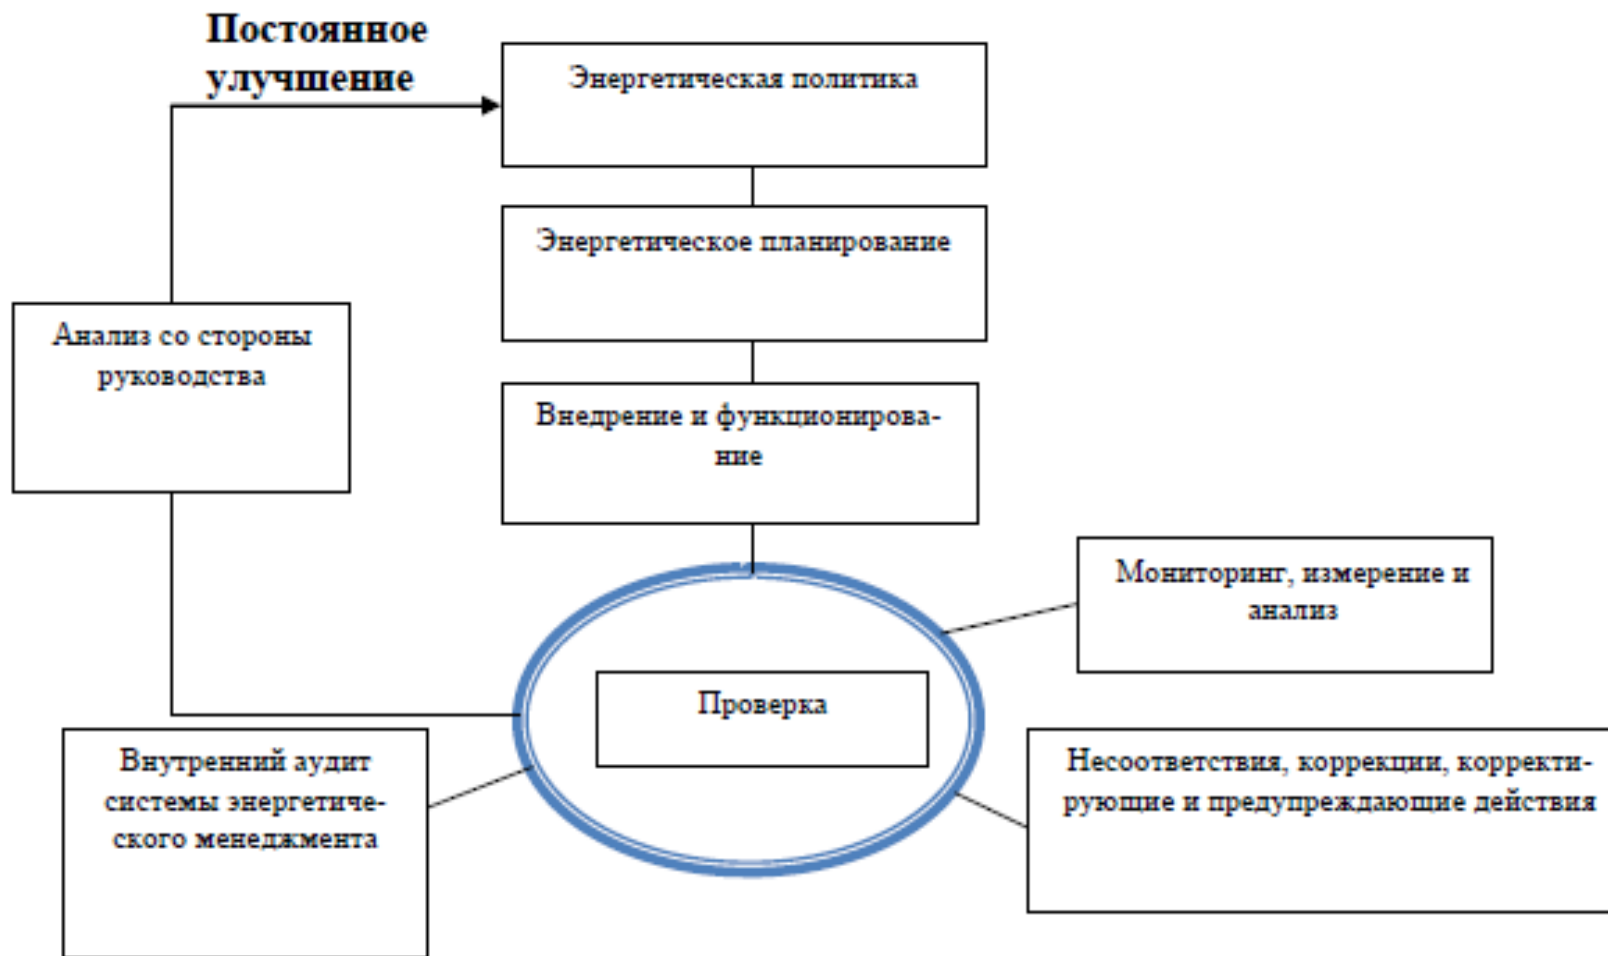 Постоянное
улучшение
Энергетическая политика
Энергетическое планирование
Анализ со стороны
руководства
Внедрение и функционирова-
ние
Мониторинг, измерение и
анализ
Проверка
Внутренний аудит
системы энергетиче-
ского менеджмента
Несоответствия, коррекции, корректи-
рующие и предупреждающие действия